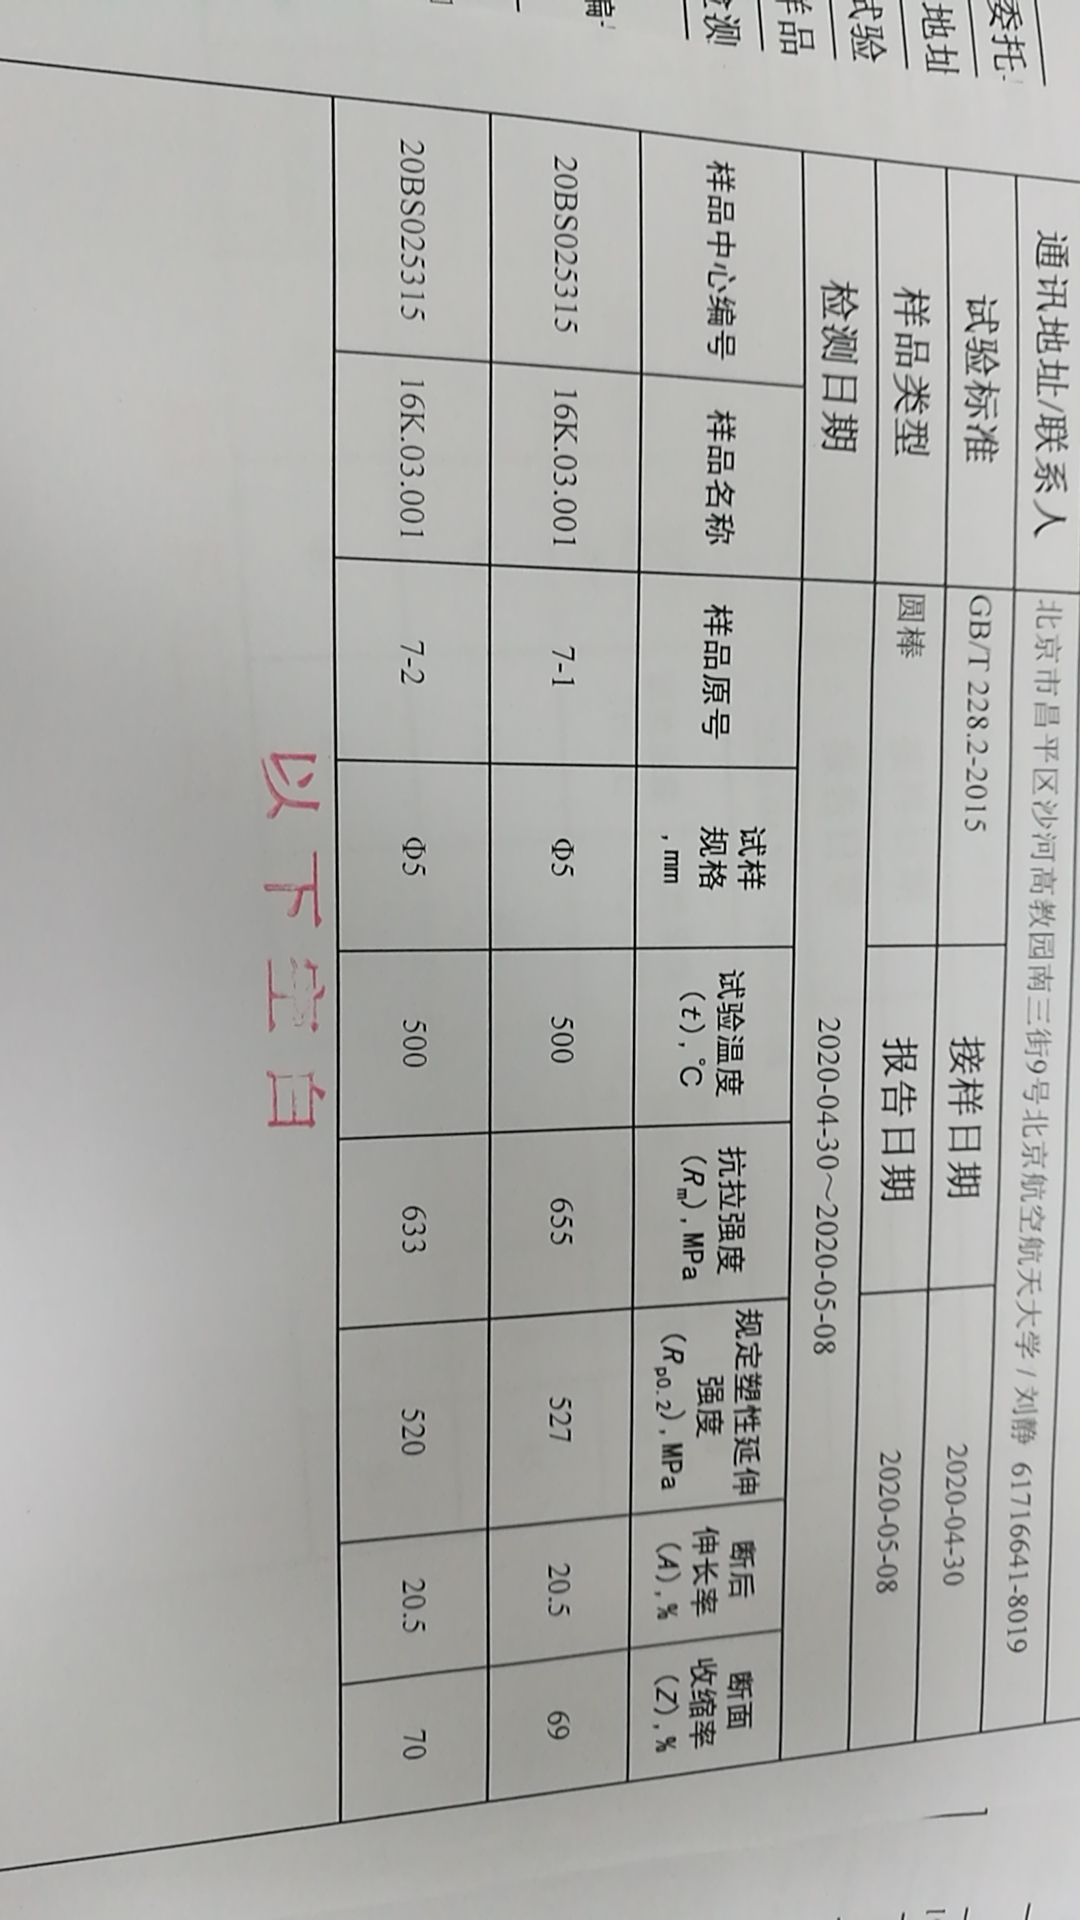 通讯地址/联系人 北京市昌平区沙河高教园南三街9号北京航空航天大学 / 刘静 61716641-8019
试验标准 GB/T 228.2-2015 接样日期 2020-04-30
样品类型 圆棒 报告日期 2020-05-08
检测日期 2020-04-30～2020-05-08
样品中心编号 样品名称 样品原号 试样规格, mm 试验温度(t), ℃ 抗拉强度(Rm), MPa 规定塑性延伸强度(Rp0.2), MPa 断后伸长率(A), % 断面收缩率(Z), %
20BS025315 16K.03.001 7-1 Φ5 500 655 527 20.5 69
20BS025315 16K.03.001 7-2 Φ5 500 633 520 20.5 70
以下空白
委托
地址
试验
样品
检测
编